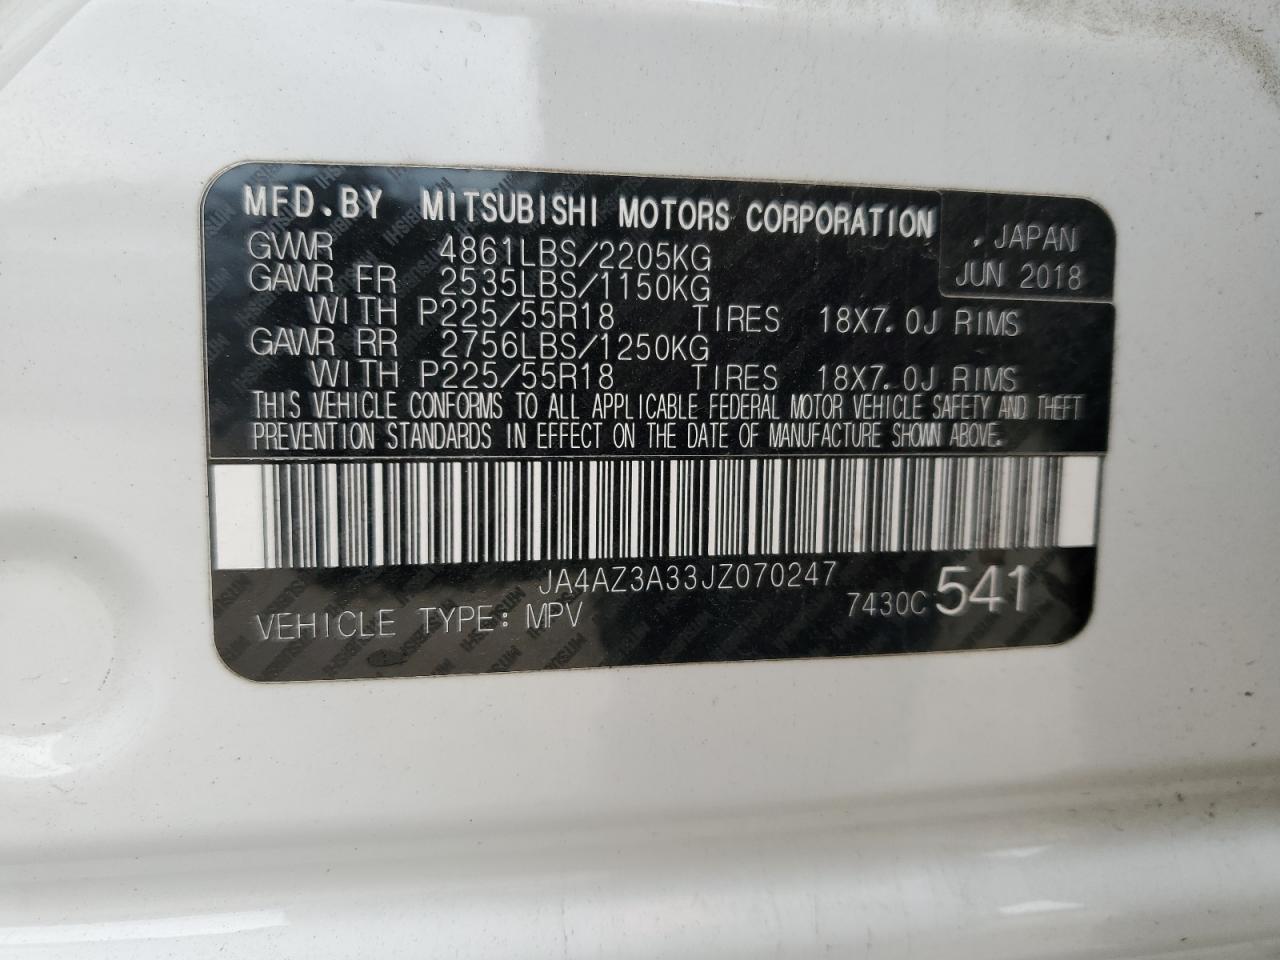 MFD.BY MITSUBISHI MOTORS CORPORATION
. JAPAN
JUN 2018
GVWR 4861LBS/2205KG
GAWR FR 2535LBS/1150KG
WITH P225/55R18 TIRES 18X7.0J RIMS
GAWR RR 2756LBS/1250KG
WITH P225/55R18 TIRES 18X7.0J RIMS
THIS VEHICLE CONFORMS TO ALL APPLICABLE FEDERAL MOTOR VEHICLE SAFETY AND THEFT
PREVENTION STANDARDS IN EFFECT ON THE DATE OF MANUFACTURE SHOWN ABOVE.
JA4AZ3A33JZ070247
VEHICLE TYPE: MPV 7430C 541